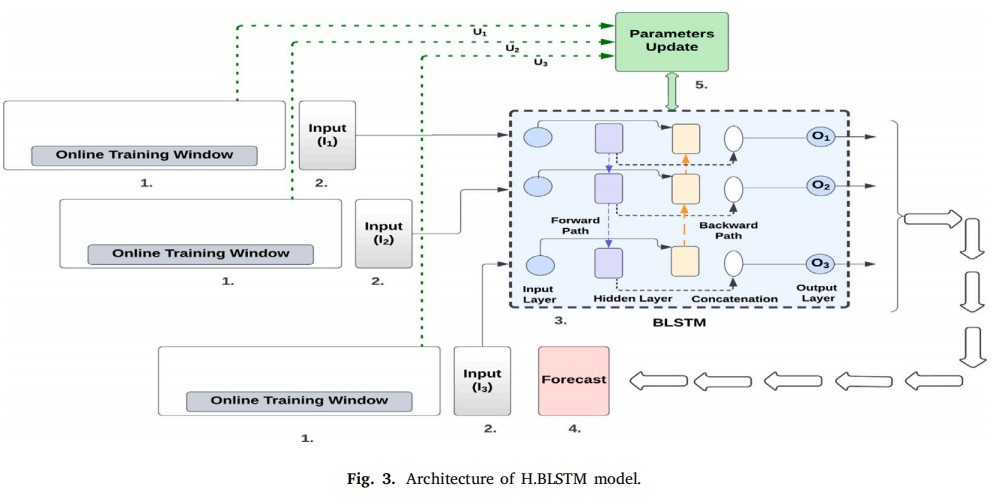 U1
U2
U3
Parameters
Update
5.
Online Training Window
1.
Input
(I1)
2.
Online Training Window
1.
Input
(I2)
2.
O1
O2
O3
Forward
Path
Backward
Path
Input
Layer
Hidden Layer
Concatenation
Output
Layer
3.
BLSTM
Online Training Window
1.
Input
(I3)
2.
Forecast
4.
Fig. 3. Architecture of H.BLSTM model.